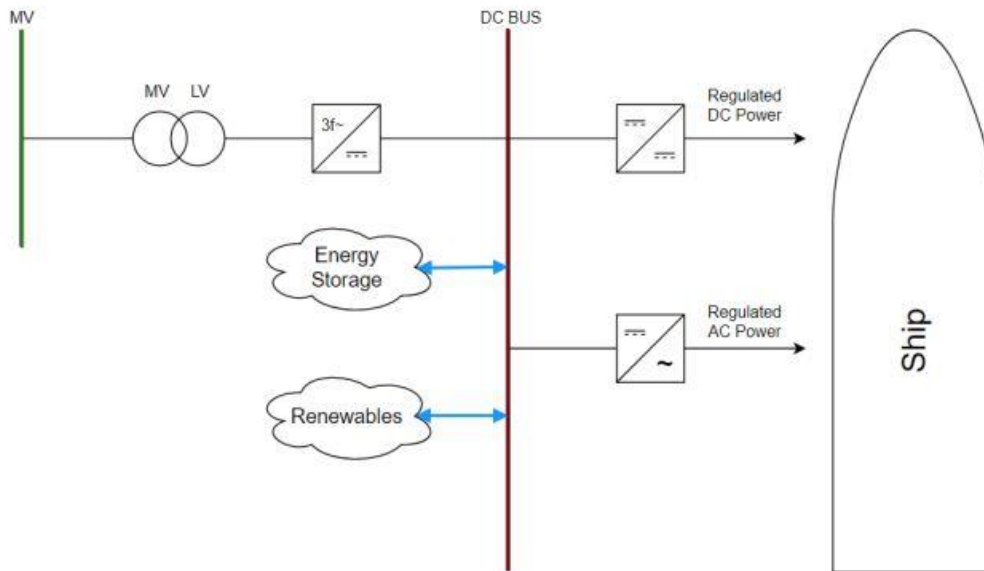 MV
DC BUS
MV
LV
3f~
Regulated
DC Power
Energy
Storage
Regulated
AC Power
~
Renewables
Ship